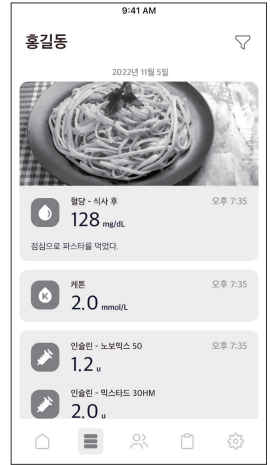 9:41 AM
홍길동
2022년 11월 5일
혈당 - 식사 후
오후 7:35
128 mg/dL
점심으로 파스타를 먹었다.
케톤
오후 7:35
K
2.0 mmol/L
인슐린 - 노보믹스 50
오후 7:35
1.2 u
인슐린 - 믹스타드 30HM
2.0 u